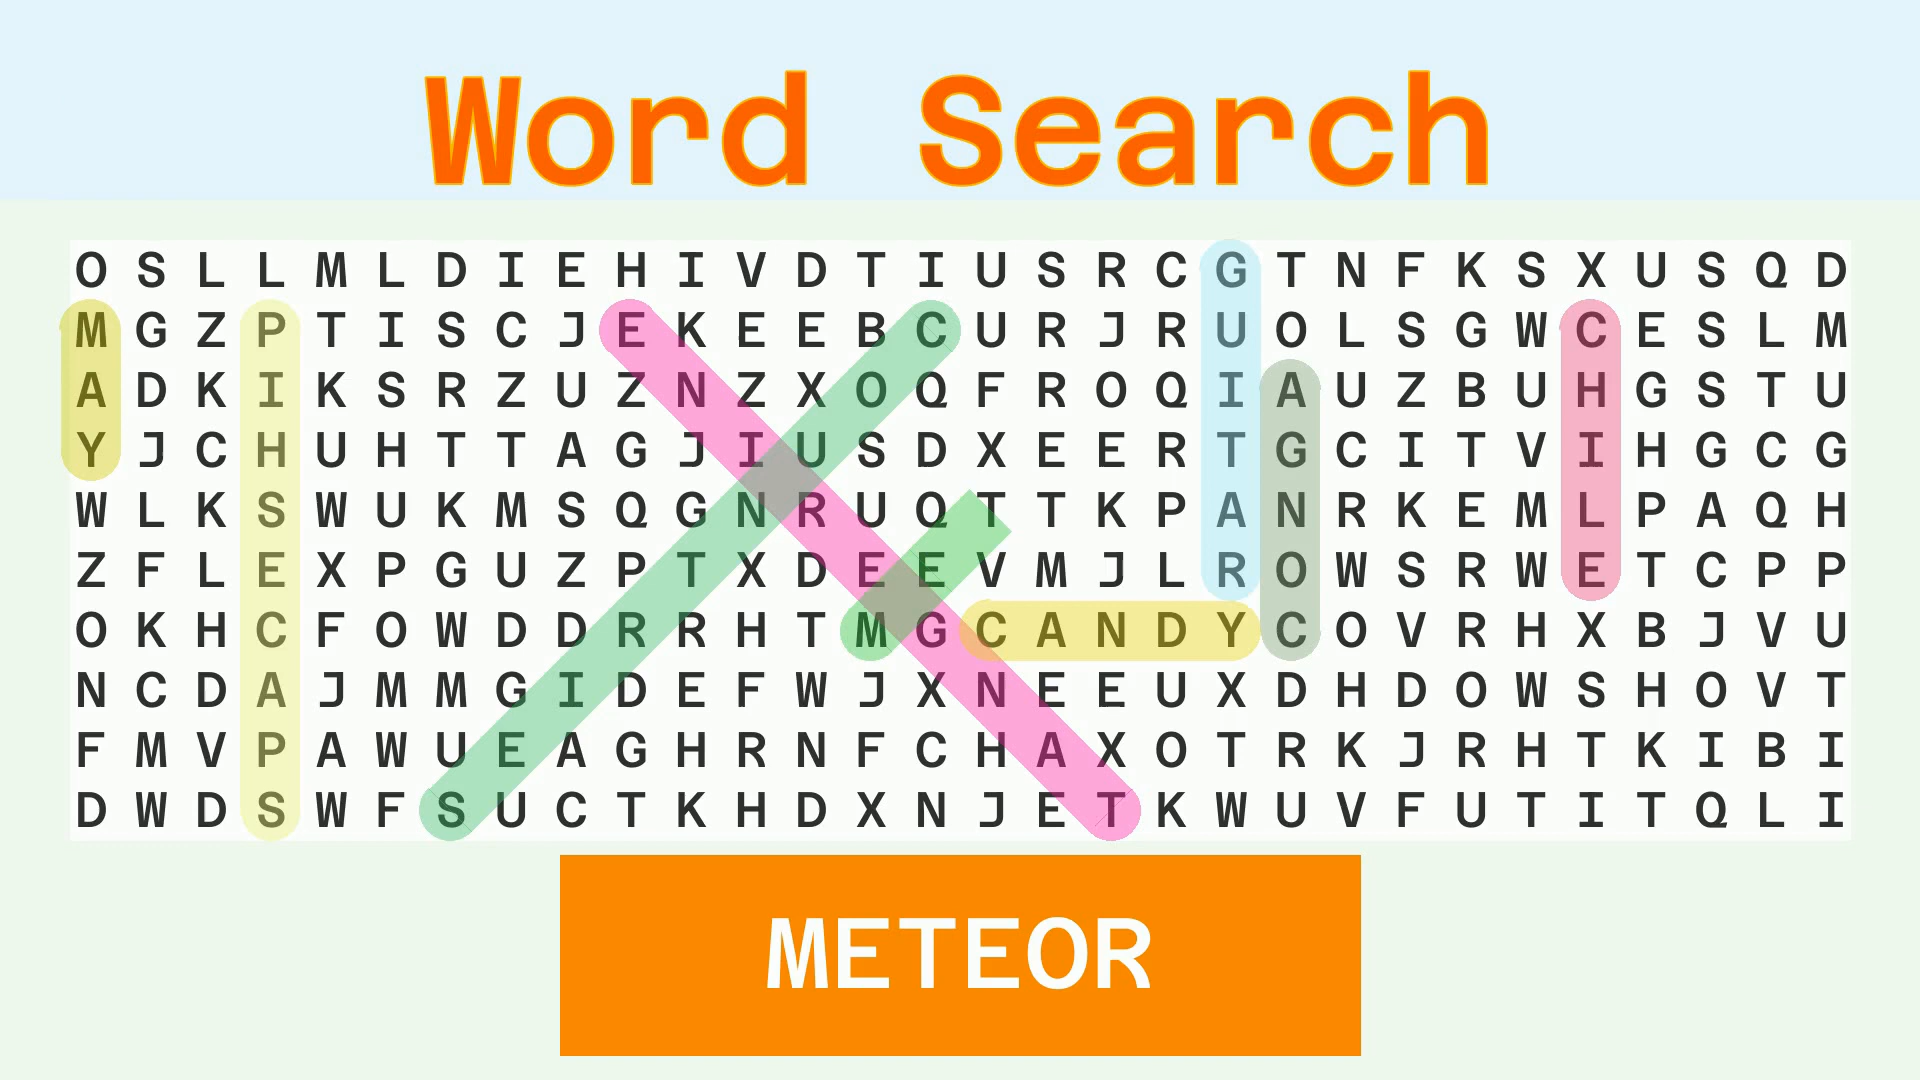 Word Search
O S L L M L D I E H I V D T I U S R C G T N F K S X U S Q D
M G Z P T I S C J E K E E B C U R J R U O L S G W C E S L M
A D K I K S R Z U Z N Z X O Q F R O Q I A U Z B U H G S T U
Y J C H U H T T A G J I U S D X E E R T G C I T V I H G C G
W L K S W U K M S Q G N R U Q T T K P A N R K E M L P A Q H
Z F L E X P G U Z P T X D E E V M J L R O W S R W E T C P P
O K H C F O W D D R R H T M G C A N D Y C O V R H X B J V U
N C D A J M M G I D E F W J X N E E U X D H D O W S H O V T
F M V P A W U E A G H R N F C H A X O T R K J R H T K I B I
D W D S W F S U C T K H D X N J E T K W U V F U T I T Q L I
METEOR